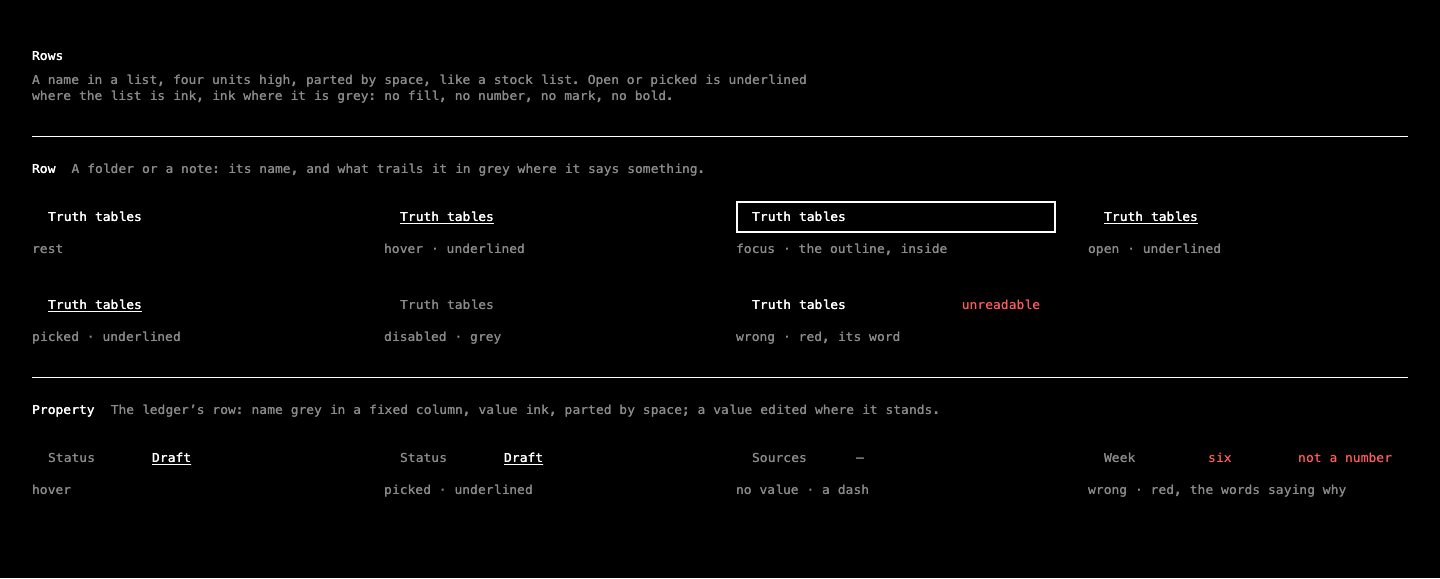 Rows
A name in a list, four units high, parted by space, like a stock list. Open or picked is underlined
where the list is ink, ink where it is grey: no fill, no number, no mark, no bold.
Row A folder or a note: its name, and what trails it in grey where it says something.
Truth tables Truth tables Truth tables Truth tables
rest hover · underlined focus · the outline, inside open · underlined
Truth tables Truth tables Truth tables unreadable
picked · underlined disabled · grey wrong · red, its word
Property The ledger’s row: name grey in a fixed column, value ink, parted by space; a value edited where it stands.
Status Draft Status Draft Sources — Week six not a number
hover picked · underlined no value · a dash wrong · red, the words saying why